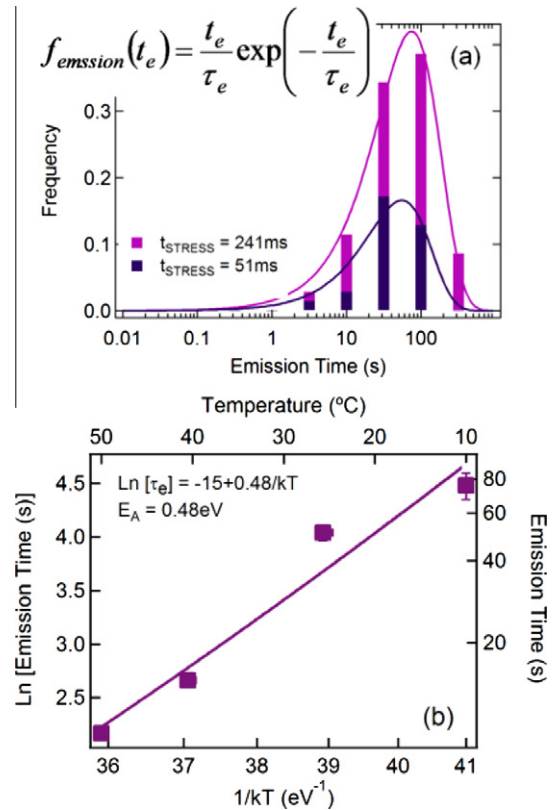 f_emssion(t_e) = t_e/τ_e exp(-t_e/τ_e)
(a)
Frequency
0.3
0.2
0.1
0.0
t_STRESS = 241ms
t_STRESS = 51ms
0.01 0.1 1 10 100
Emission Time (s)
Temperature (ºC)
50 40 30 20 10
Ln [τe] = -15+0.48/kT
E_A = 0.48eV
Ln [Emission Time (s)]
4.5
4.0
3.5
3.0
2.5
80
60
40
20
Emission Time (s)
(b)
36 37 38 39 40 41
1/kT (eV⁻¹)